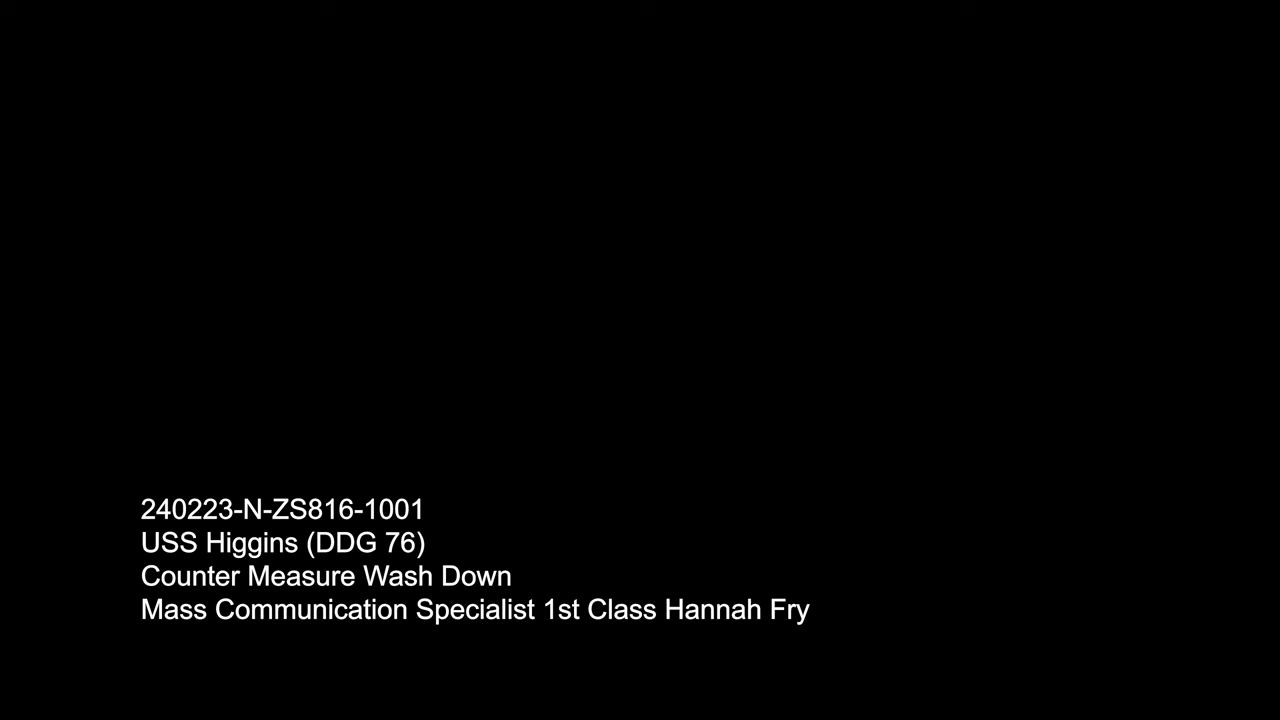 240223-N-ZS816-1001
USS Higgins (DDG 76)
Counter Measure Wash Down
Mass Communication Specialist 1st Class Hannah Fry